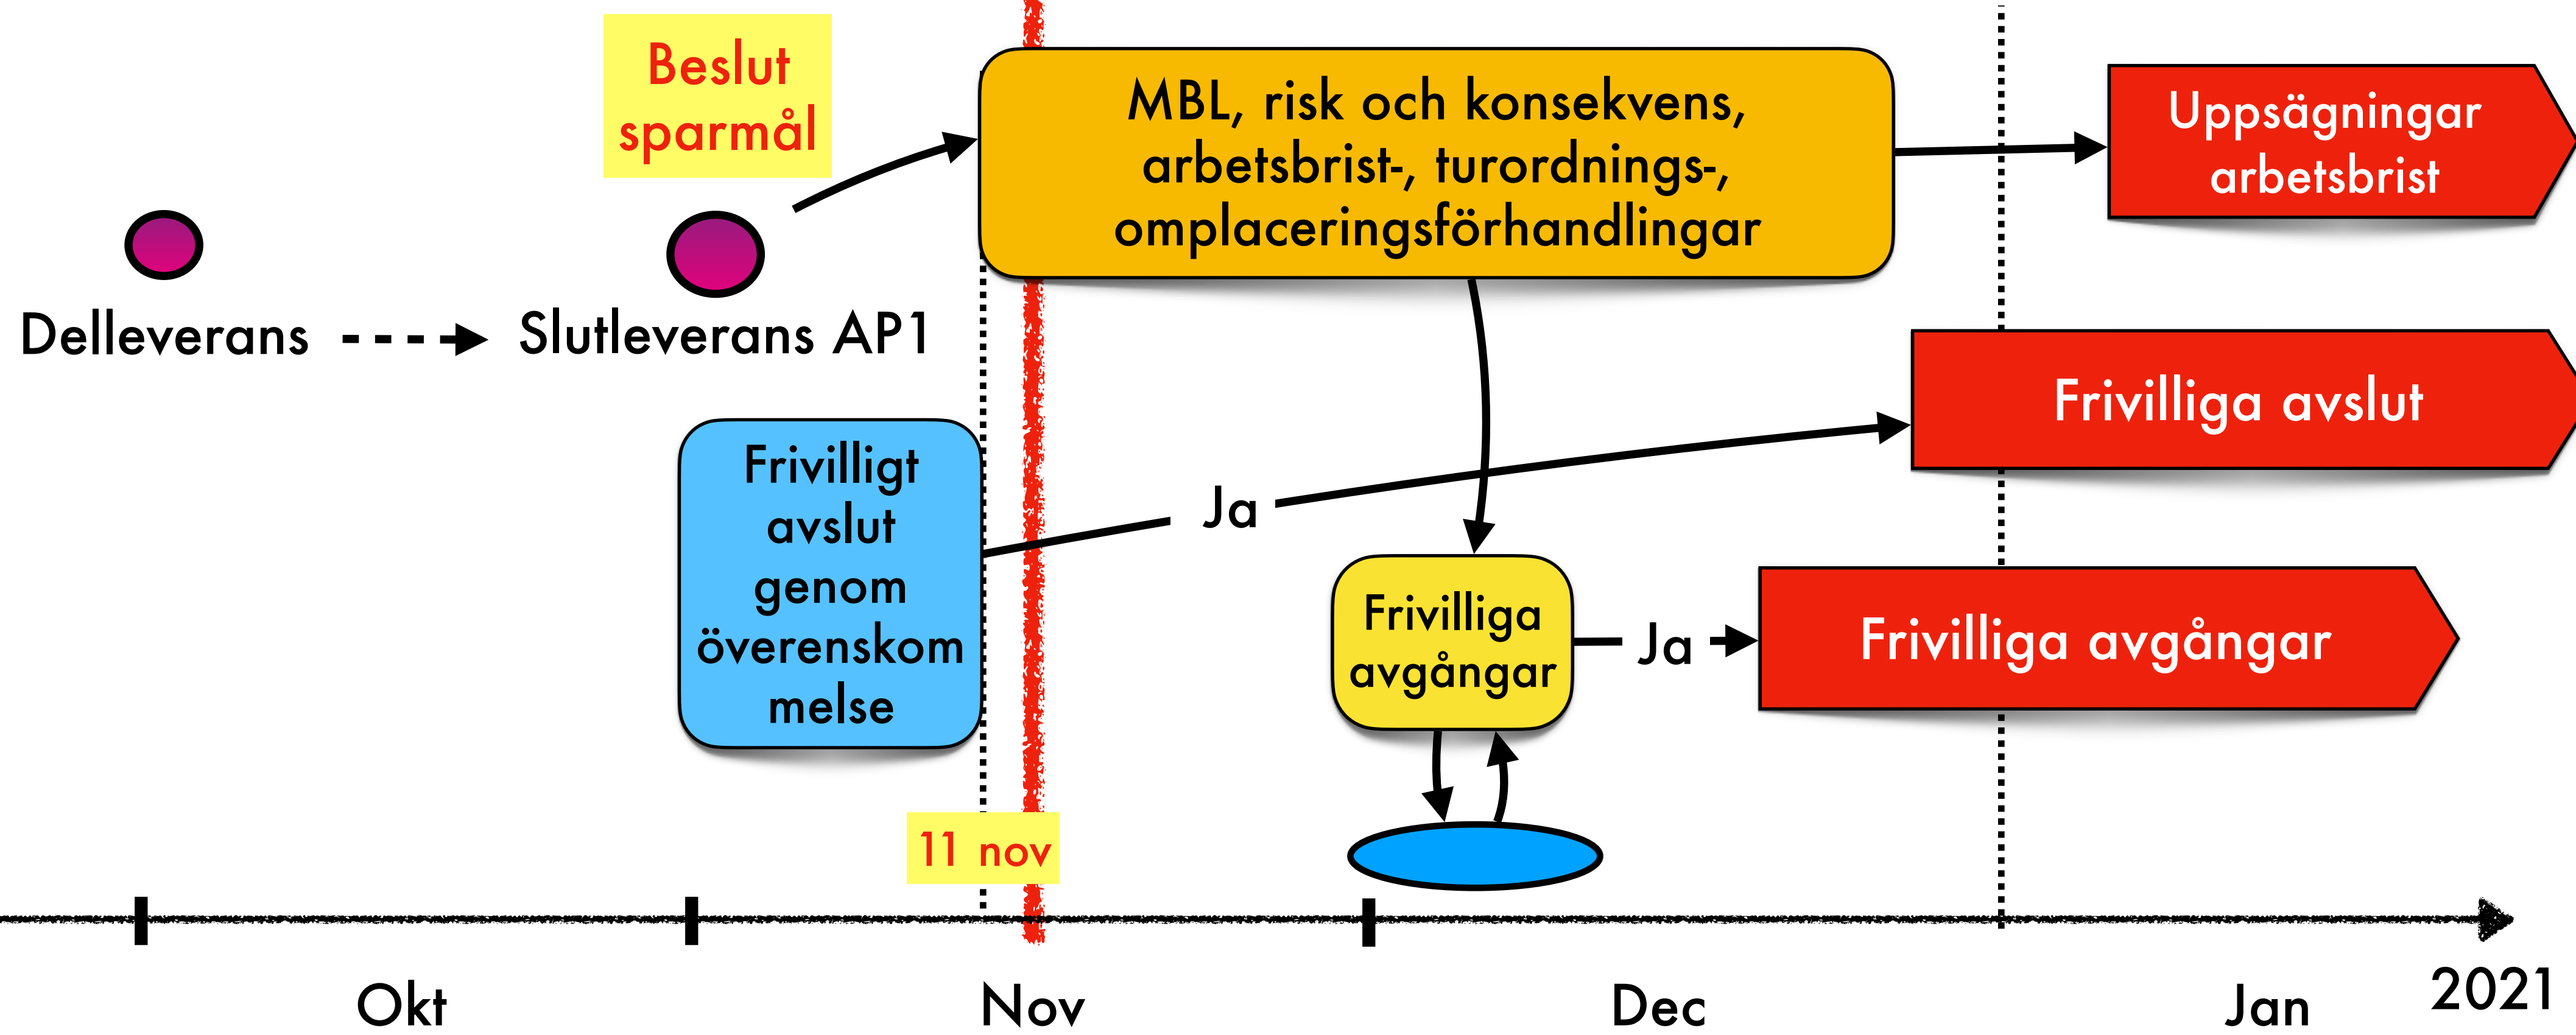 Beslut
sparmål
MBL, risk och konsekvens,
arbetsbrist-, turordnings-,
omplaceringsförhandlingar
Uppsägningar
arbetsbrist
Delleverans
Slutleverans AP1
Frivilliga avslut
Frivilligt
avslut
genom
överenskom
melse
Ja
Frivilliga
avgångar
Ja
Frivilliga avgångar
11 nov
Okt
Nov
Dec
Jan
2021